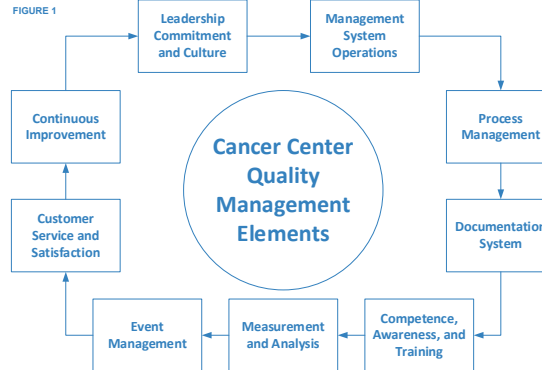 FIGURE 1
Leadership
Commitment
and Culture
Management
System
Operations
Process
Management
Documentation
System
Competence,
Awareness, and
Training
Measurement
and Analysis
Event
Management
Customer
Service and
Satisfaction
Continuous
Improvement
Cancer Center
Quality
Management
Elements